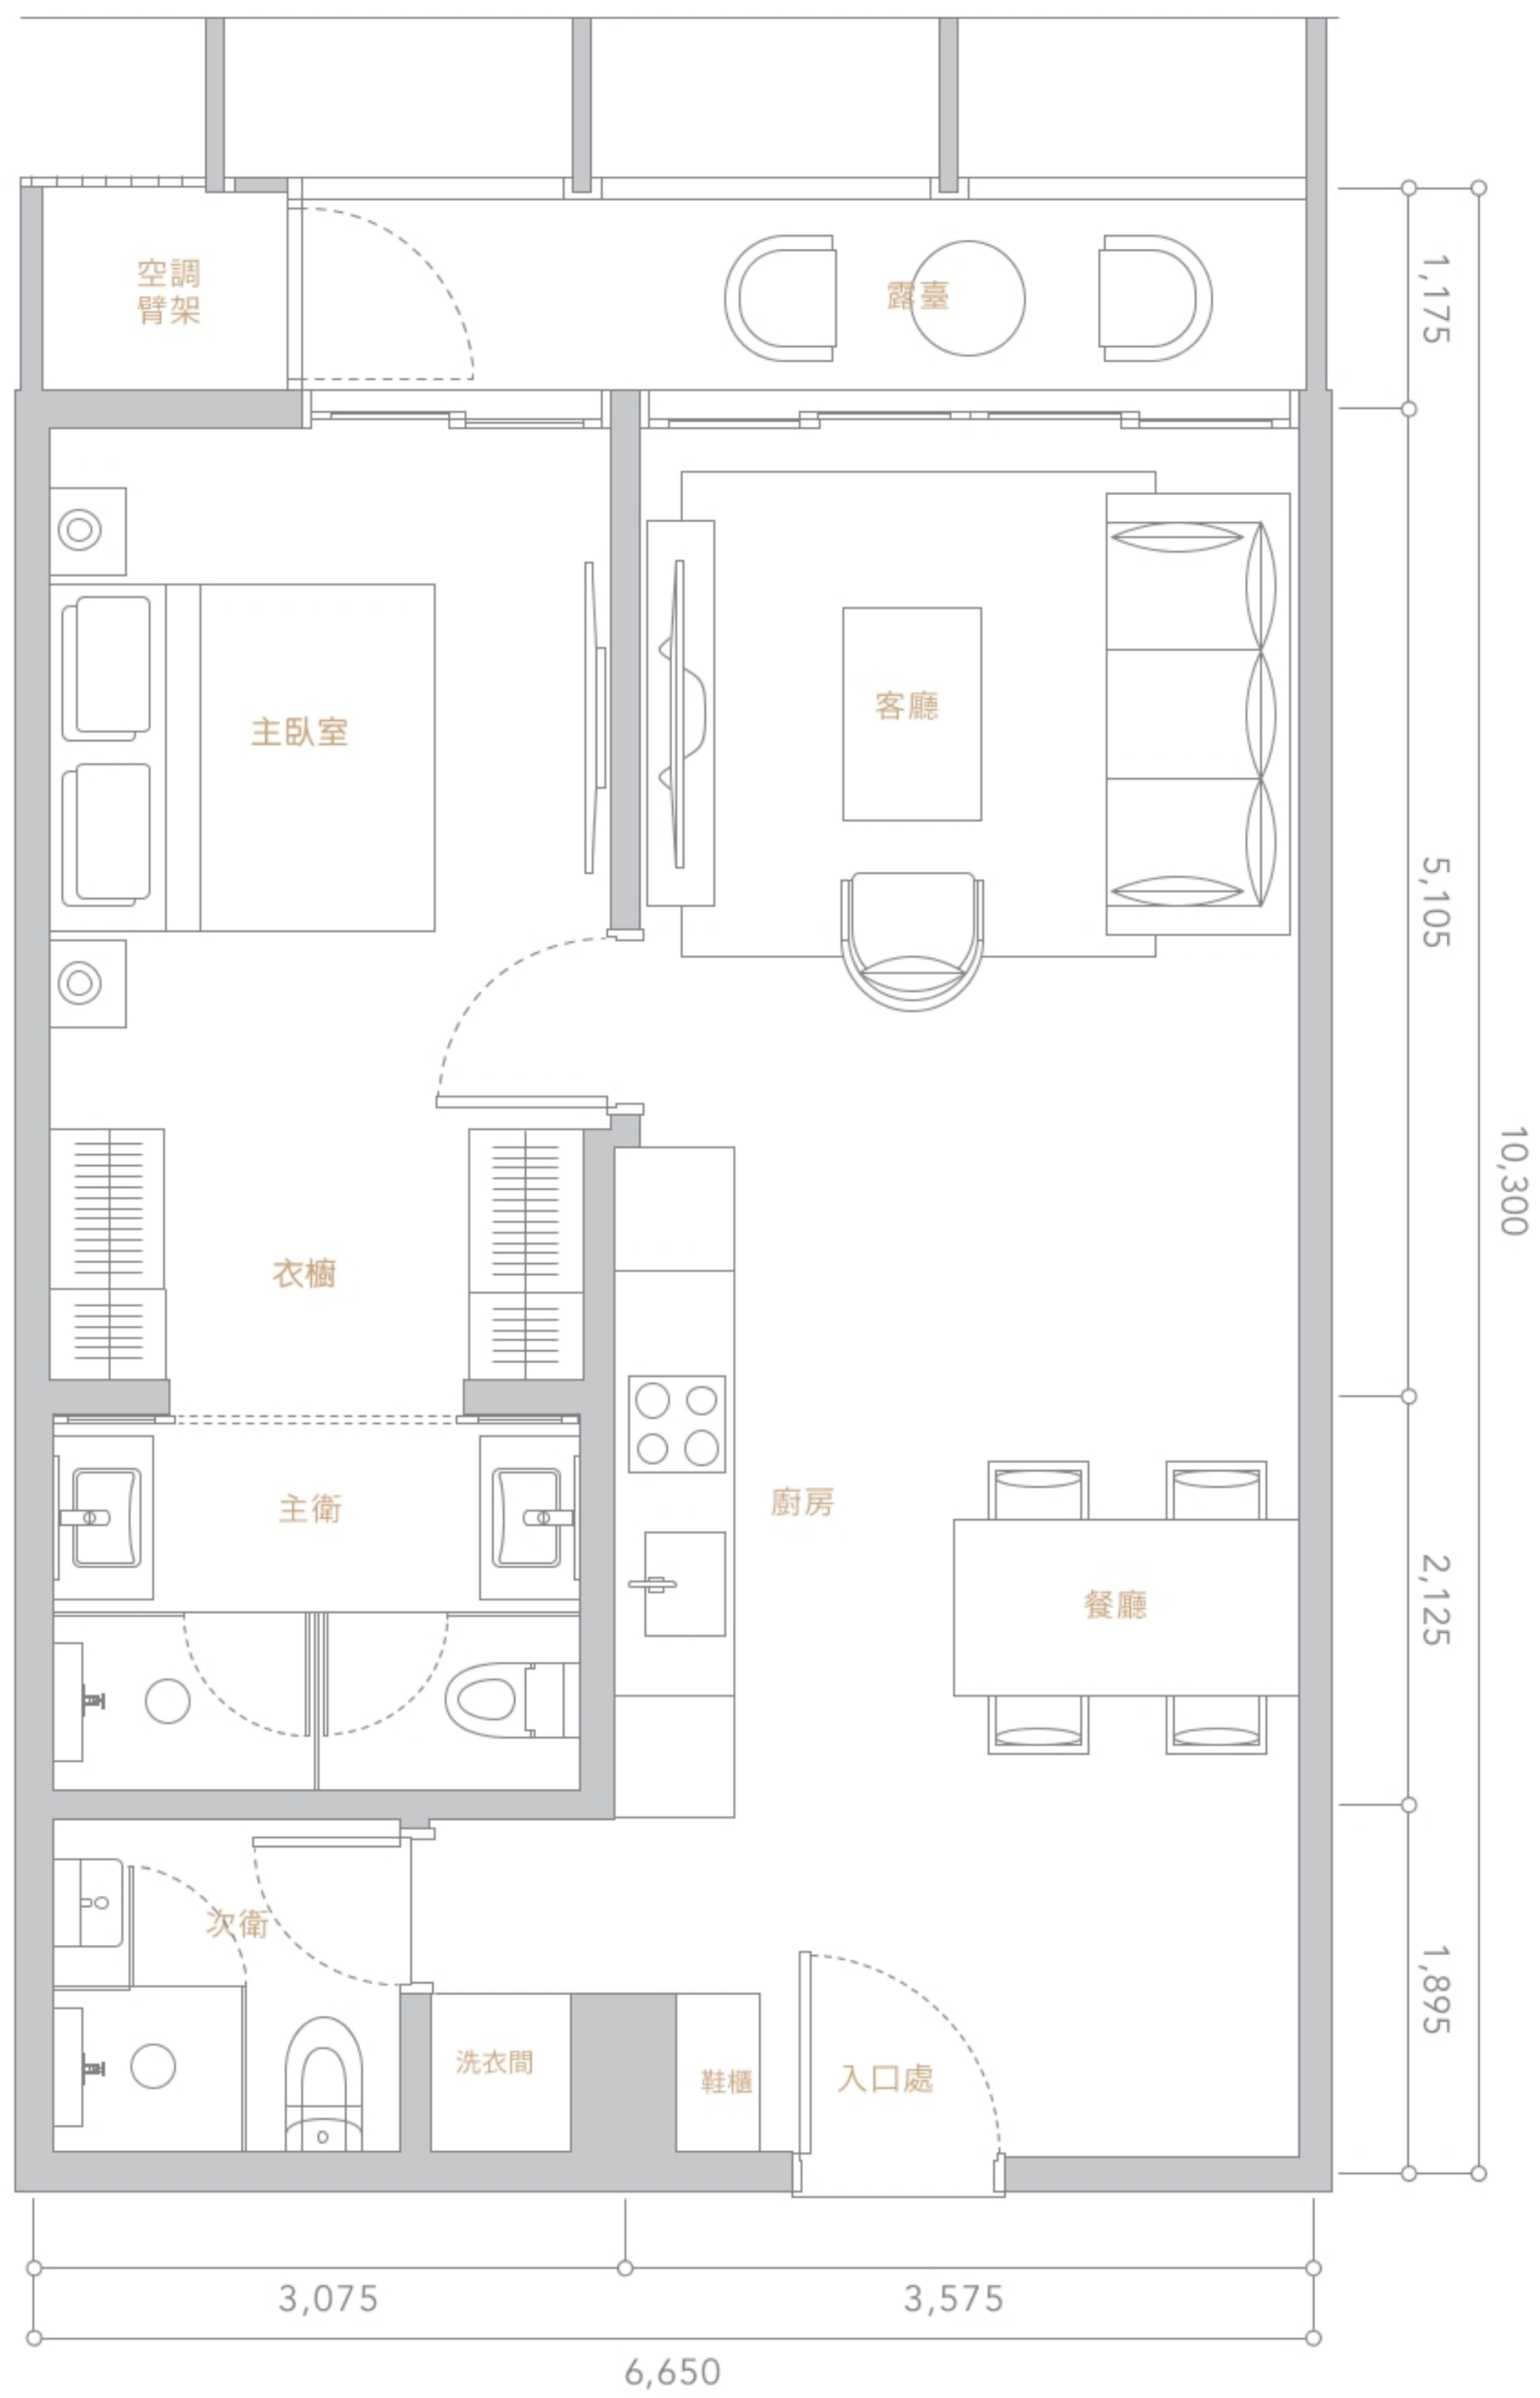 空調
臂架
露臺
1,175
主臥室
客廳
5,105
10,300
衣櫥
主衛
廚房
餐廳
2,125
次衛
洗衣間
鞋櫃
入口處
1,895
3,075
3,575
6,650